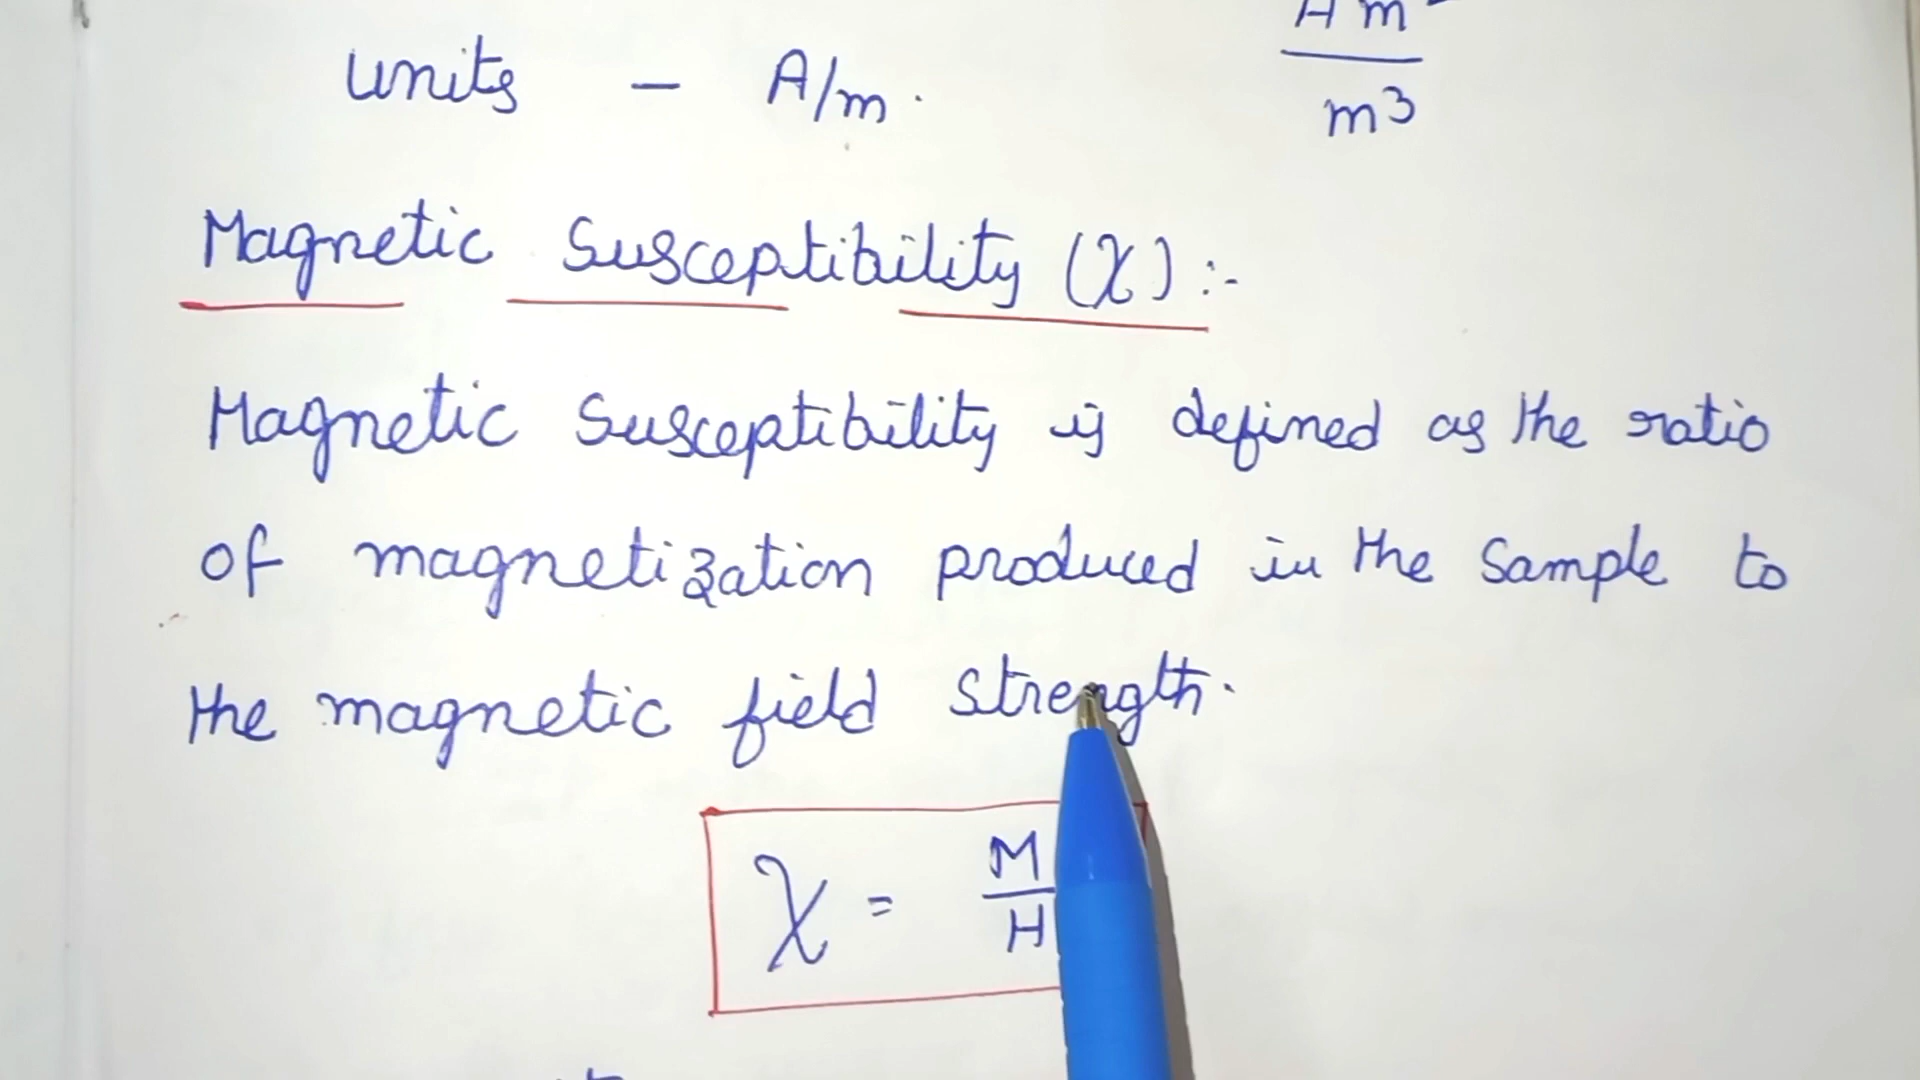 Am²
units - A/m.
m³
Magnetic Susceptibility (χ) :-
Magnetic Susceptibility is defined as the ratio
of magnetization produced in the Sample to
the magnetic field strength.
χ = M/H